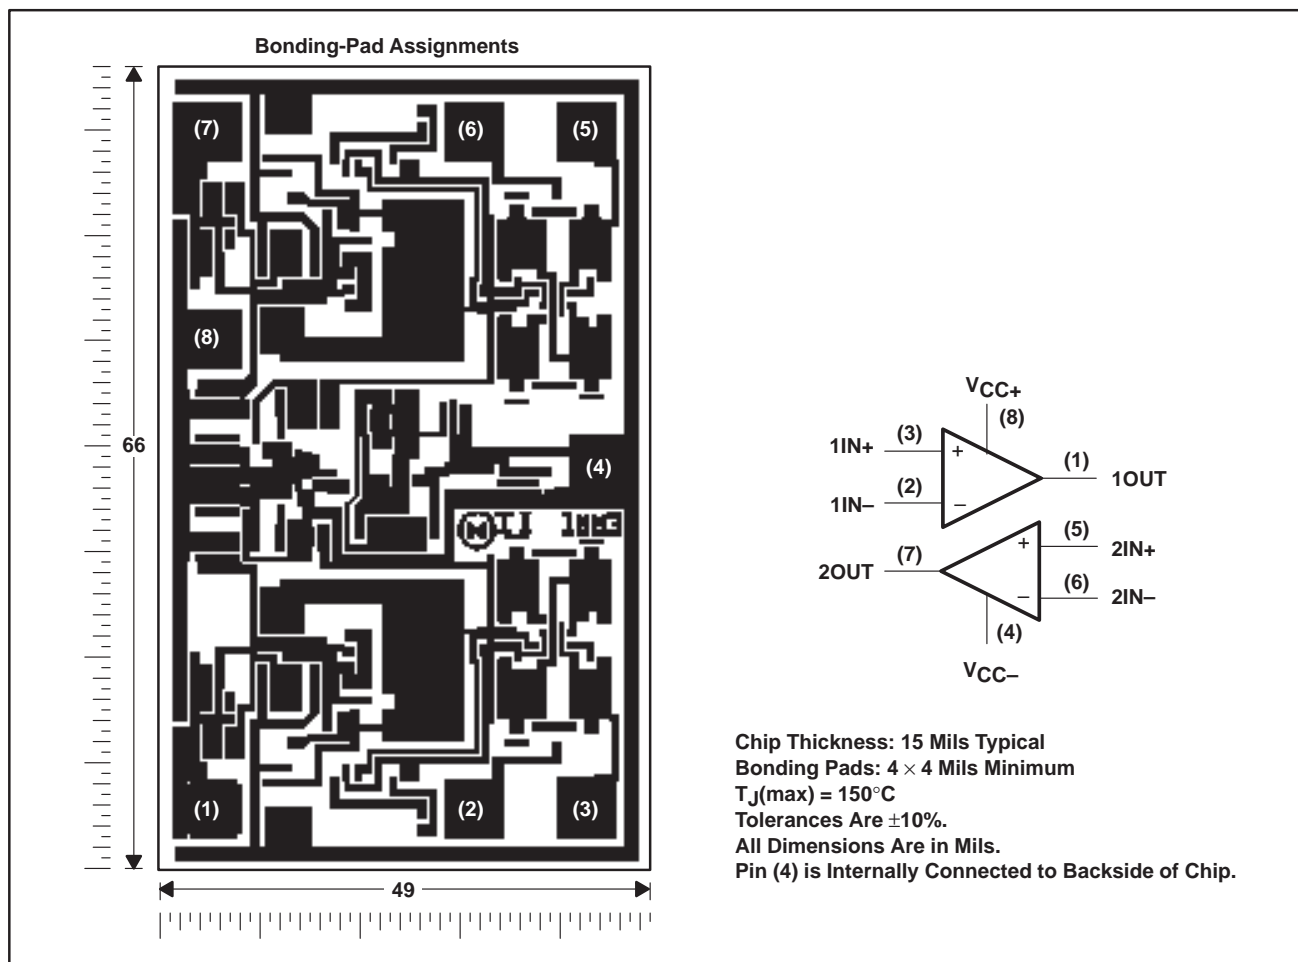 Bonding-Pad Assignments
(7)
(6)
(5)
(8)
66
(4)
TI
(1)
(2)
(3)
49
VCC+
(8)
1IN+
(3)
+
(1)
1OUT
1IN–
(2)
–
2OUT
(7)
+
(5)
2IN+
–
(6)
2IN–
(4)
VCC–
Chip Thickness: 15 Mils Typical
Bonding Pads: 4 × 4 Mils Minimum
TJ(max) = 150°C
Tolerances Are ±10%.
All Dimensions Are in Mils.
Pin (4) is Internally Connected to Backside of Chip.